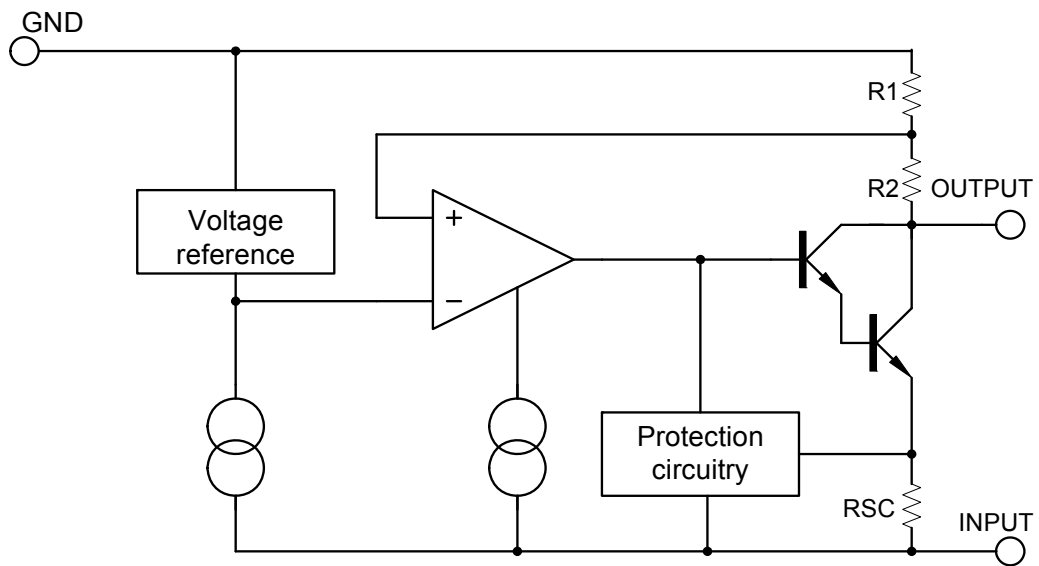 GND
R1
R2
OUTPUT
Voltage
reference
+
−
Protection
circuitry
RSC
INPUT